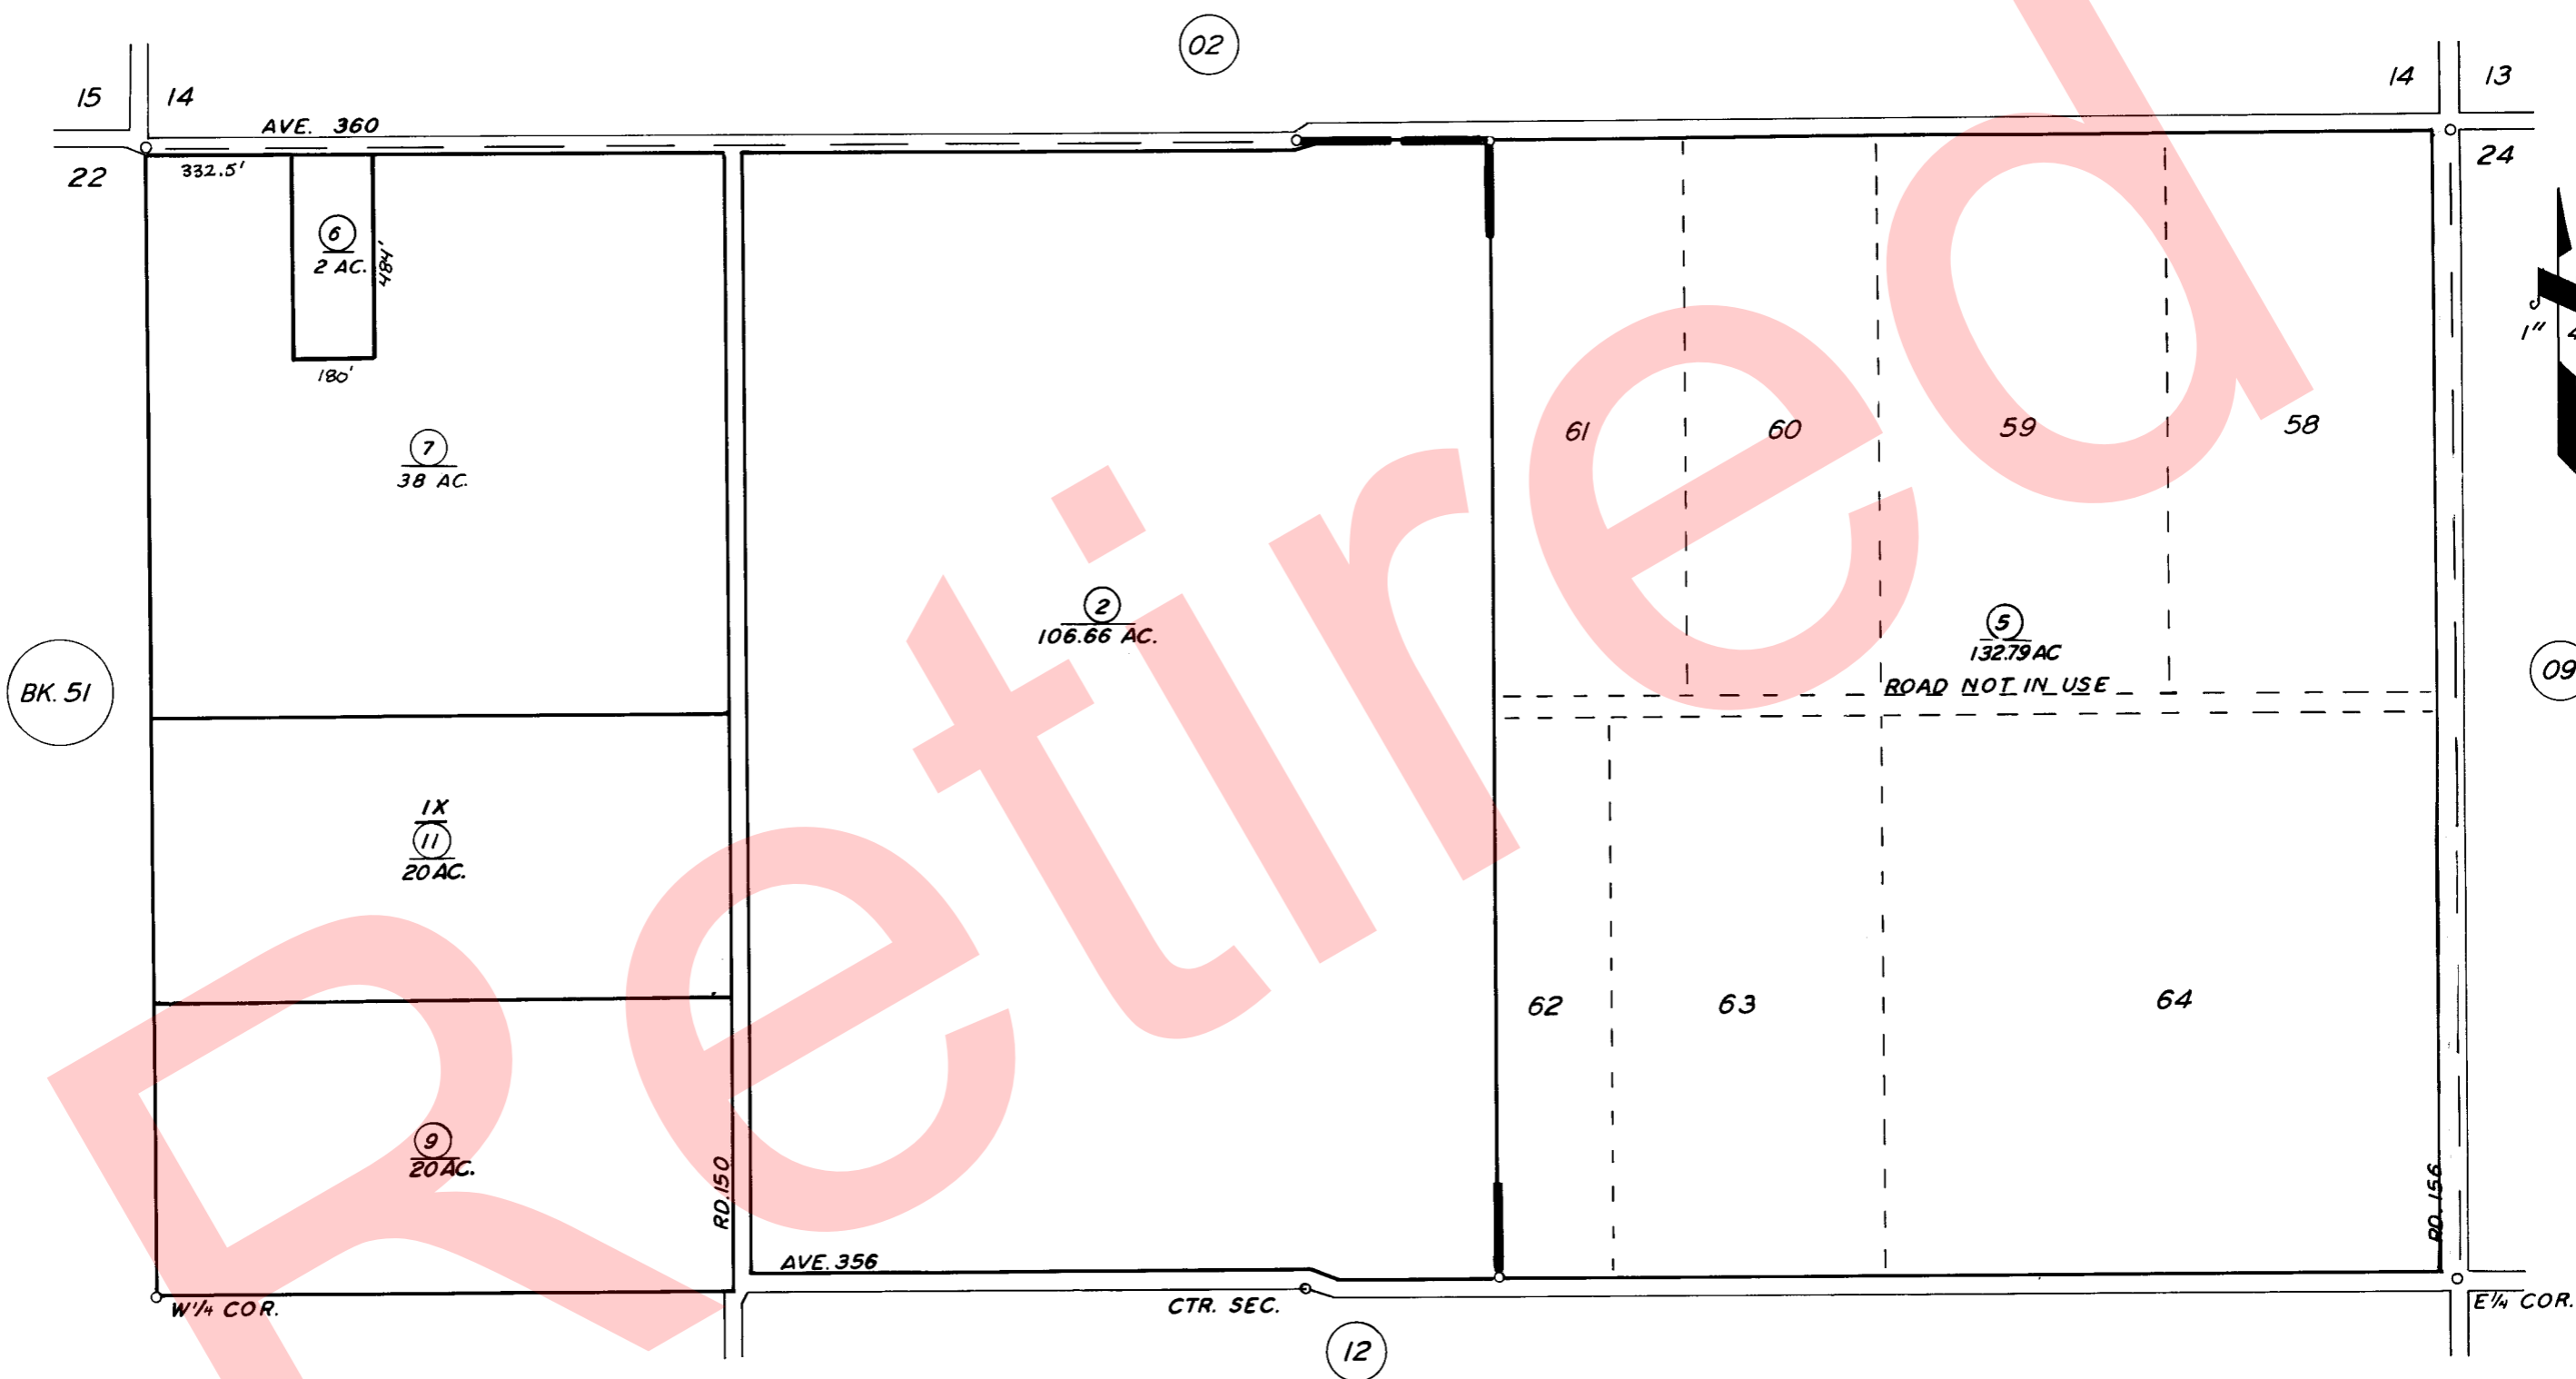 02
15
14
14
13
AVE. 360
22
332.5'
24
6
2 AC.
484'
180'
1"
7
38 AC.
61
60
59
58
2
106.66 AC.
5
132.79 AC
ROAD NOT IN USE
BK. 51
09
1X
11
20 AC.
62
63
64
9
20 AC.
RD. 150
RD. 156
AVE. 356
W 1/4 COR.
CTR. SEC.
E 1/4 COR.
12
Retired